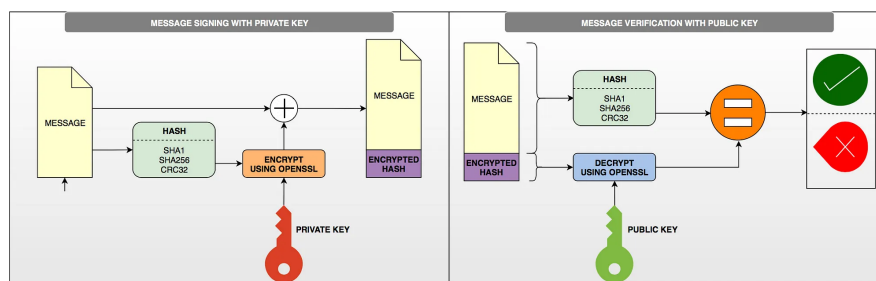 MESSAGE SIGNING WITH PRIVATE KEY
MESSAGE
HASH
SHA1
SHA256
CRC32
ENCRYPT
USING OPENSSL
PRIVATE KEY
MESSAGE
ENCRYPTED
HASH
MESSAGE VERIFICATION WITH PUBLIC KEY
MESSAGE
ENCRYPTED
HASH
HASH
SHA1
SHA256
CRC32
DECRYPT
USING OPENSSL
PUBLIC KEY